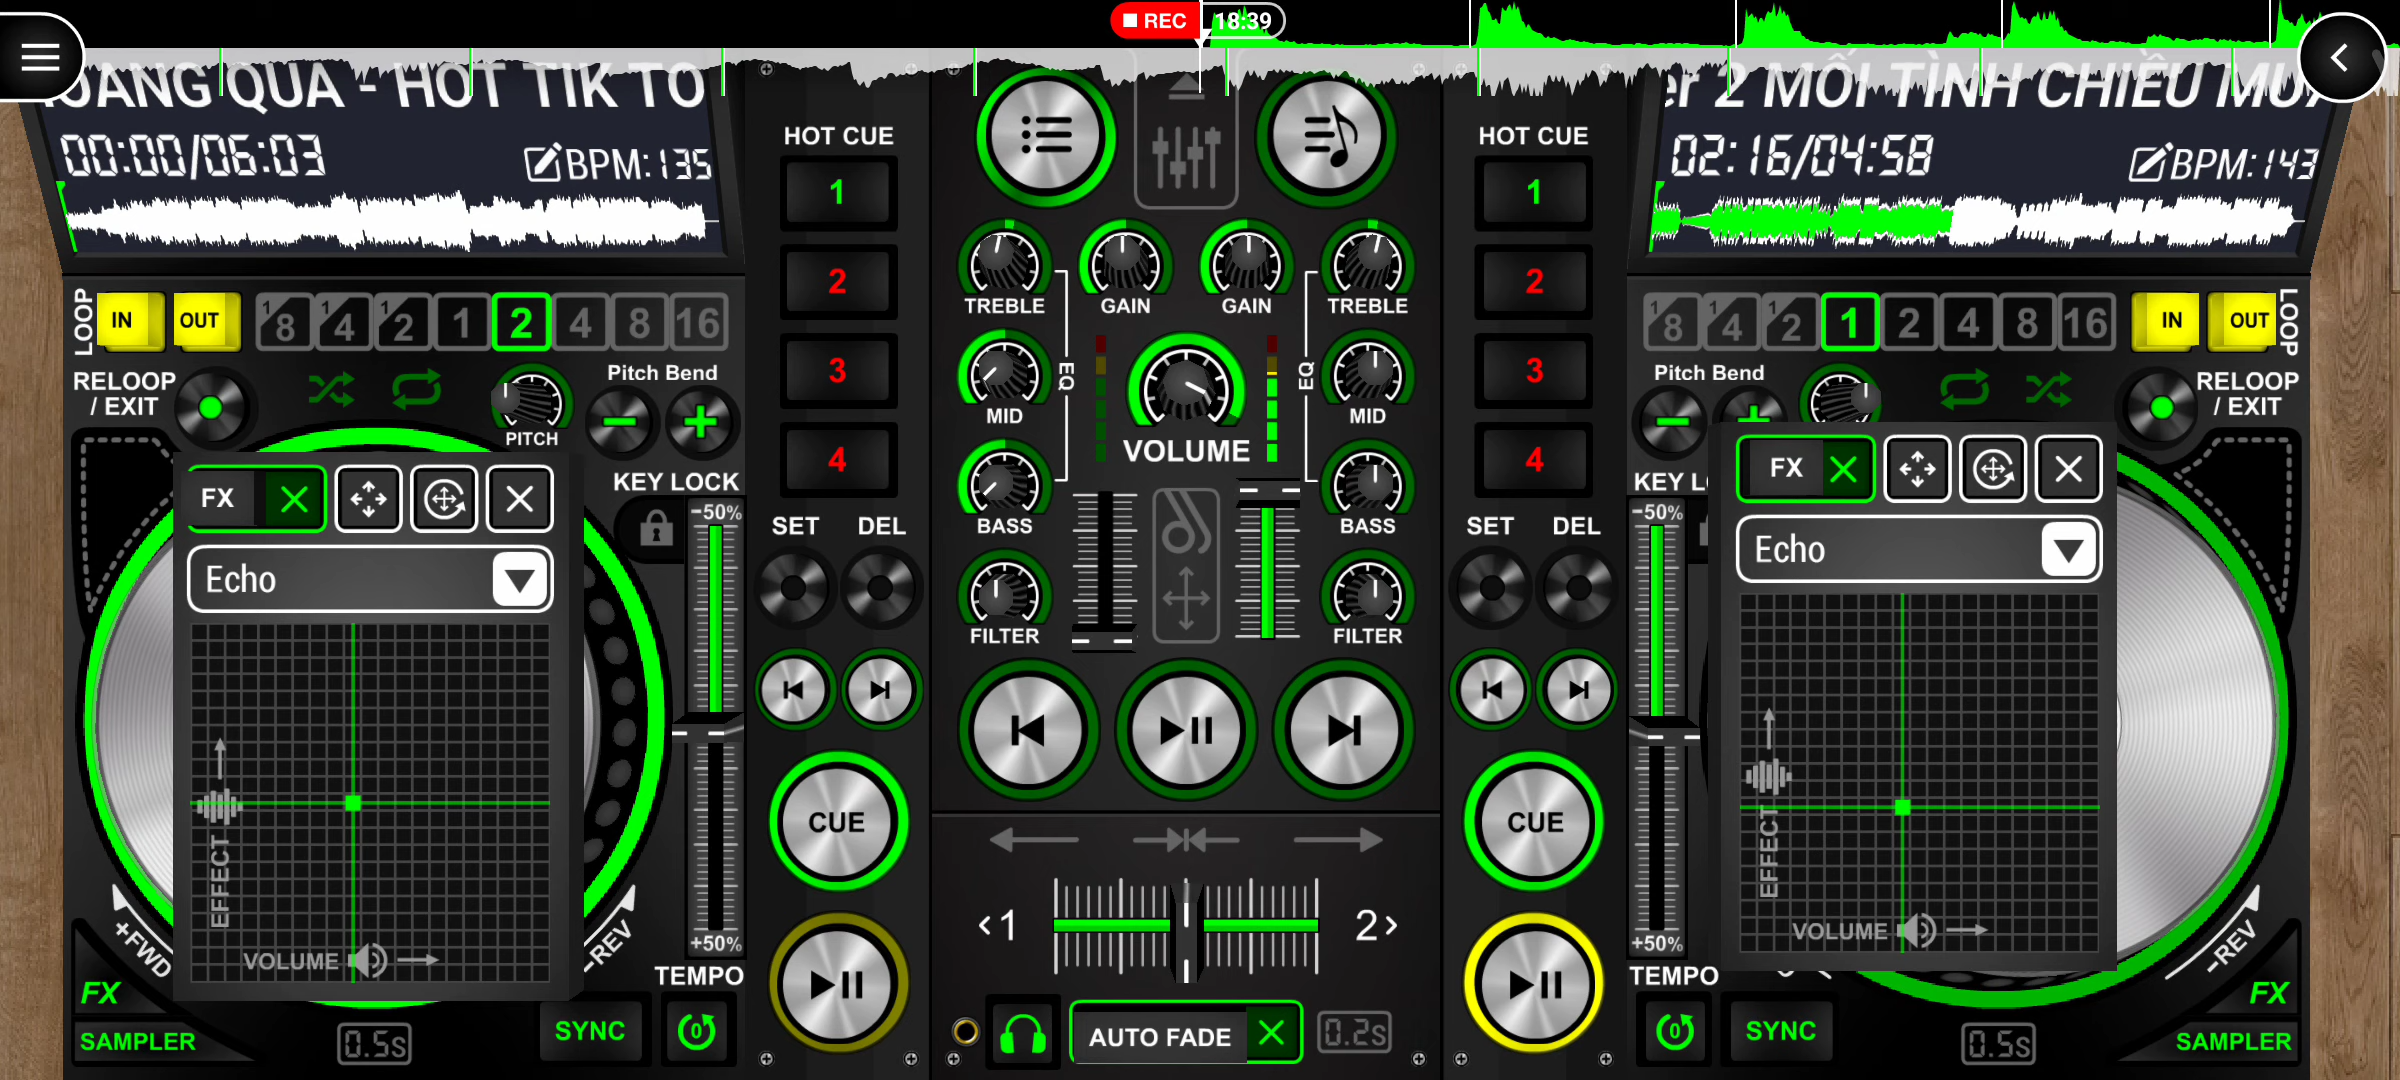 REC 18:39
OANG QUA - HOT TIK TO
00:00/06:03
BPM:135
er 2 MỐI TÌNH CHIỀU MƯA
02:16/04:58
BPM:143
HOT CUE
1
2
3
4
SET DEL
HOT CUE
1
2
3
4
SET DEL
LOOP
IN OUT
1/8 1/4 1/2 1 2 4 8 16
1/8 1/4 1/2 1 2 4 8 16
IN OUT
LOOP
RELOOP
/ EXIT
PITCH
Pitch Bend
KEY LOCK
-50%
+50%
TEMPO
TREBLE
GAIN
GAIN
TREBLE
MID
EQ
VOLUME
EQ
MID
BASS
BASS
FILTER
FILTER
Pitch Bend
RELOOP
/ EXIT
KEY L
-50%
+50%
TEMPO
FX
Echo
EFFECT
VOLUME
FX
Echo
EFFECT
VOLUME
CUE
CUE
<1
2>
+FWD
-REV
-REV
FX
SAMPLER
0.5s
SYNC
0
AUTO FADE
0.2s
0
SYNC
0.5s
FX
SAMPLER